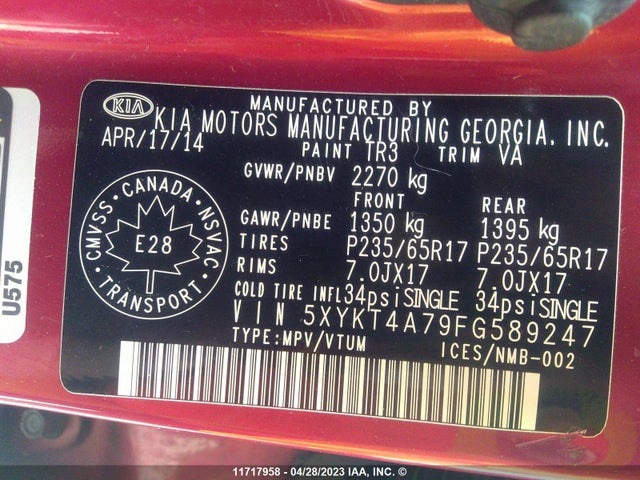 MANUFACTURED BY
KIA KIA MOTORS MANUFACTURING GEORGIA, INC.
APR/17/14 PAINT TR3 TRIM VA
GVWR/PNBV 2270 kg
FRONT REAR
GAWR/PNBE 1350 kg 1395 kg
TIRES P235/65R17 P235/65R17
RIMS 7.0JX17 7.0JX17
COLD TIRE INFL 34psiSINGLE 34psiSINGLE
VIN 5XYKT4A79FG589247
TYPE:MPV/VTUM ICES/NMB-002
CANADA
CMVSS NSVAC
E28
TRANSPORT
U575
11717958 - 04/28/2023 IAA, INC. ©